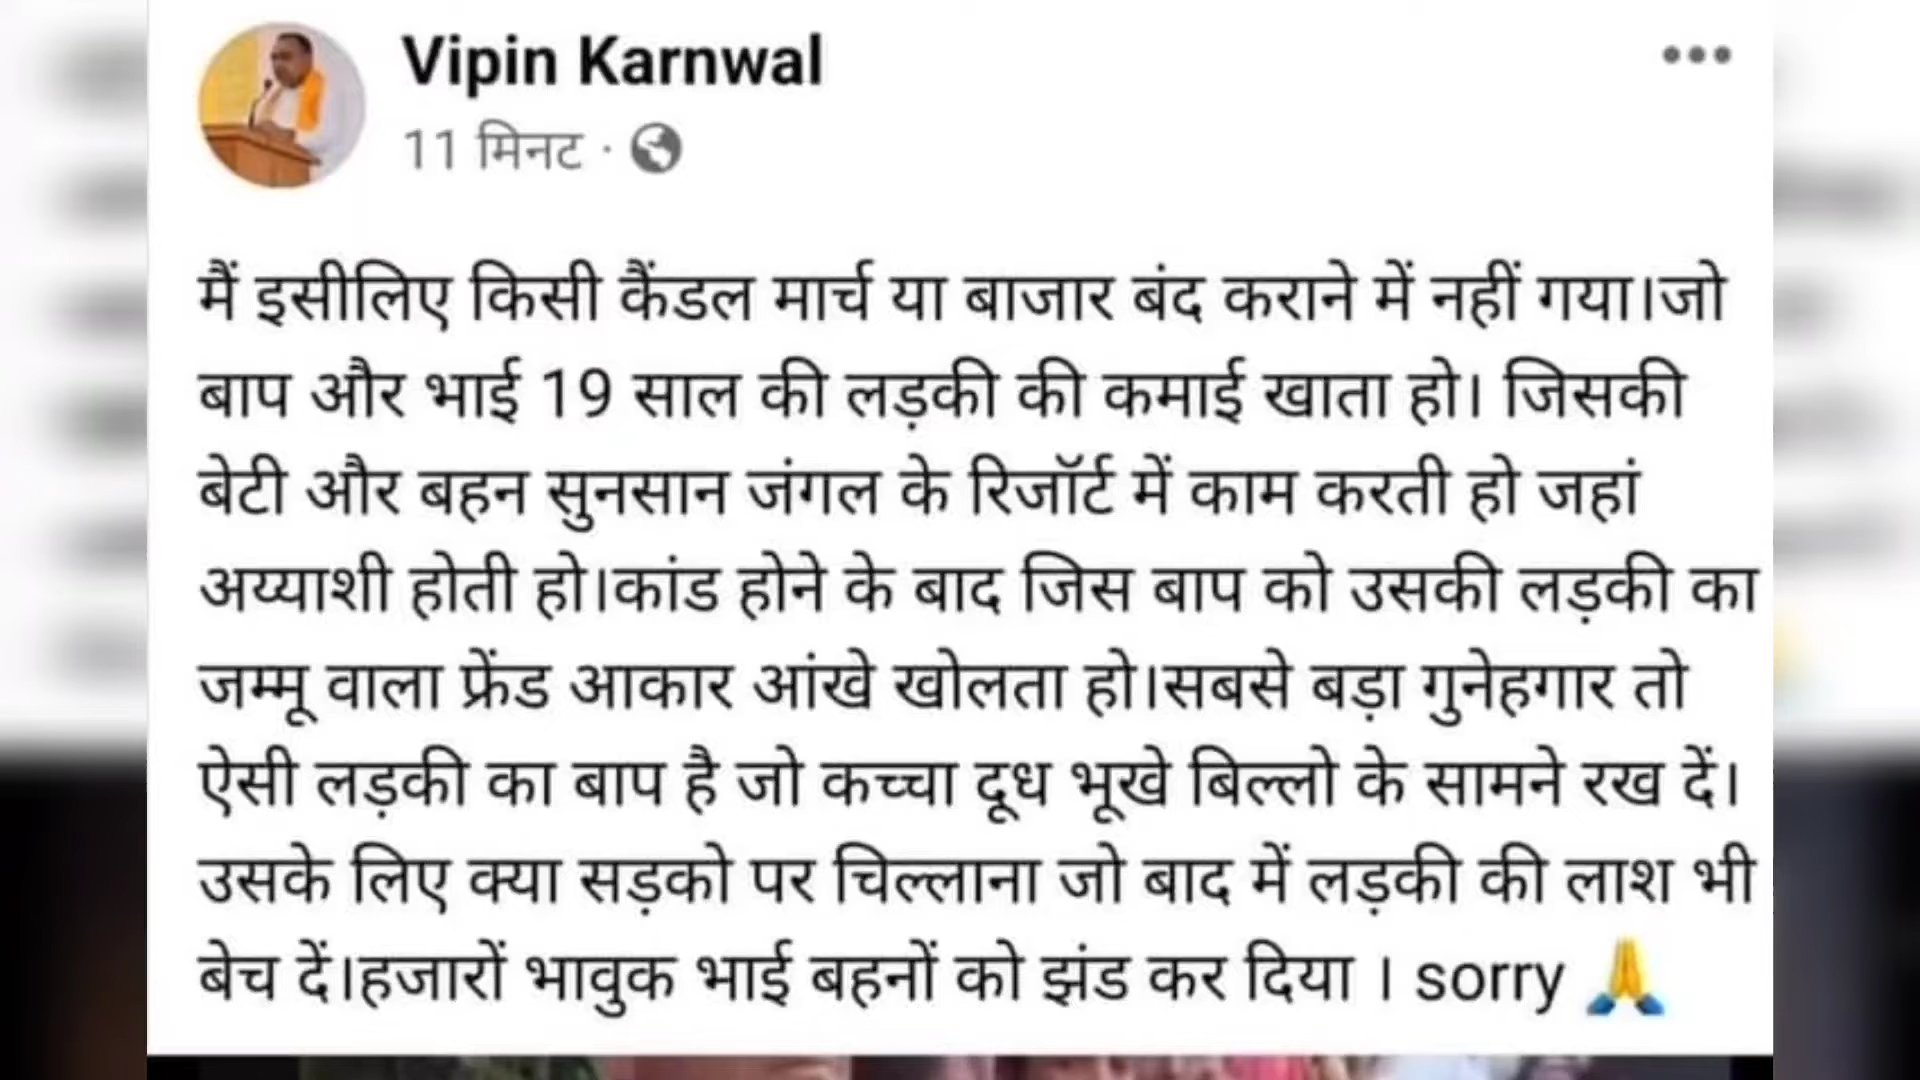 Vipin Karnwal
11 मिनट ·
मैं इसीलिए किसी कैंडल मार्च या बाजार बंद कराने में नहीं गया।जो
बाप और भाई 19 साल की लड़की की कमाई खाता हो। जिसकी
बेटी और बहन सुनसान जंगल के रिजॉर्ट में काम करती हो जहां
अय्याशी होती हो।कांड होने के बाद जिस बाप को उसकी लड़की का
जम्मू वाला फ्रेंड आकार आंखे खोलता हो।सबसे बड़ा गुनेहगार तो
ऐसी लड़की का बाप है जो कच्चा दूध भूखे बिल्लो के सामने रख दें।
उसके लिए क्या सड़को पर चिल्लाना जो बाद में लड़की की लाश भी
बेच दें।हजारों भावुक भाई बहनों को झंड कर दिया । sorry 🙏